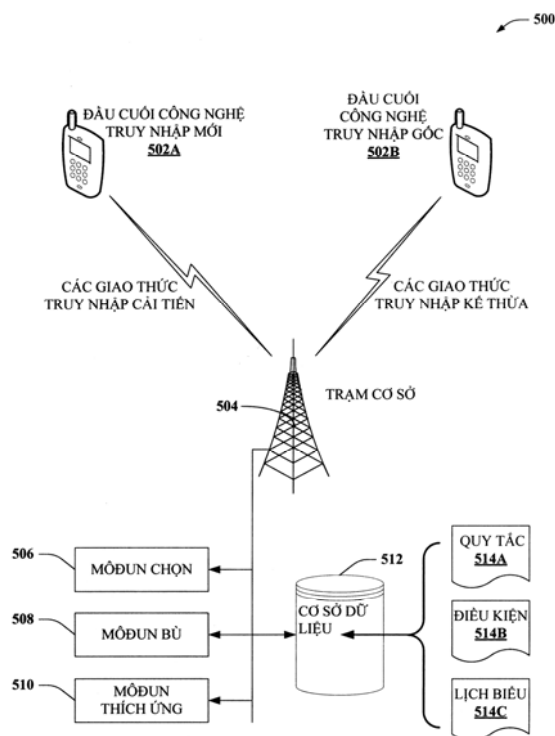 500
ĐẦU CUỐI CÔNG NGHỆ
TRUY NHẬP MỚI
502A
ĐẦU CUỐI
CÔNG NGHỆ
TRUY NHẬP GỐC
502B
CÁC GIAO THỨC
TRUY NHẬP CẢI TIẾN
CÁC GIAO THỨC
TRUY NHẬP KẾ THỪA
504
TRẠM CƠ SỞ
506
MÔĐUN CHỌN
508
MÔĐUN BÙ
510
MÔĐUN
THÍCH ỨNG
512
CƠ SỞ DỮ
LIỆU
QUY TẮC
514A
ĐIỀU KIỆN
514B
LỊCH BIỂU
514C